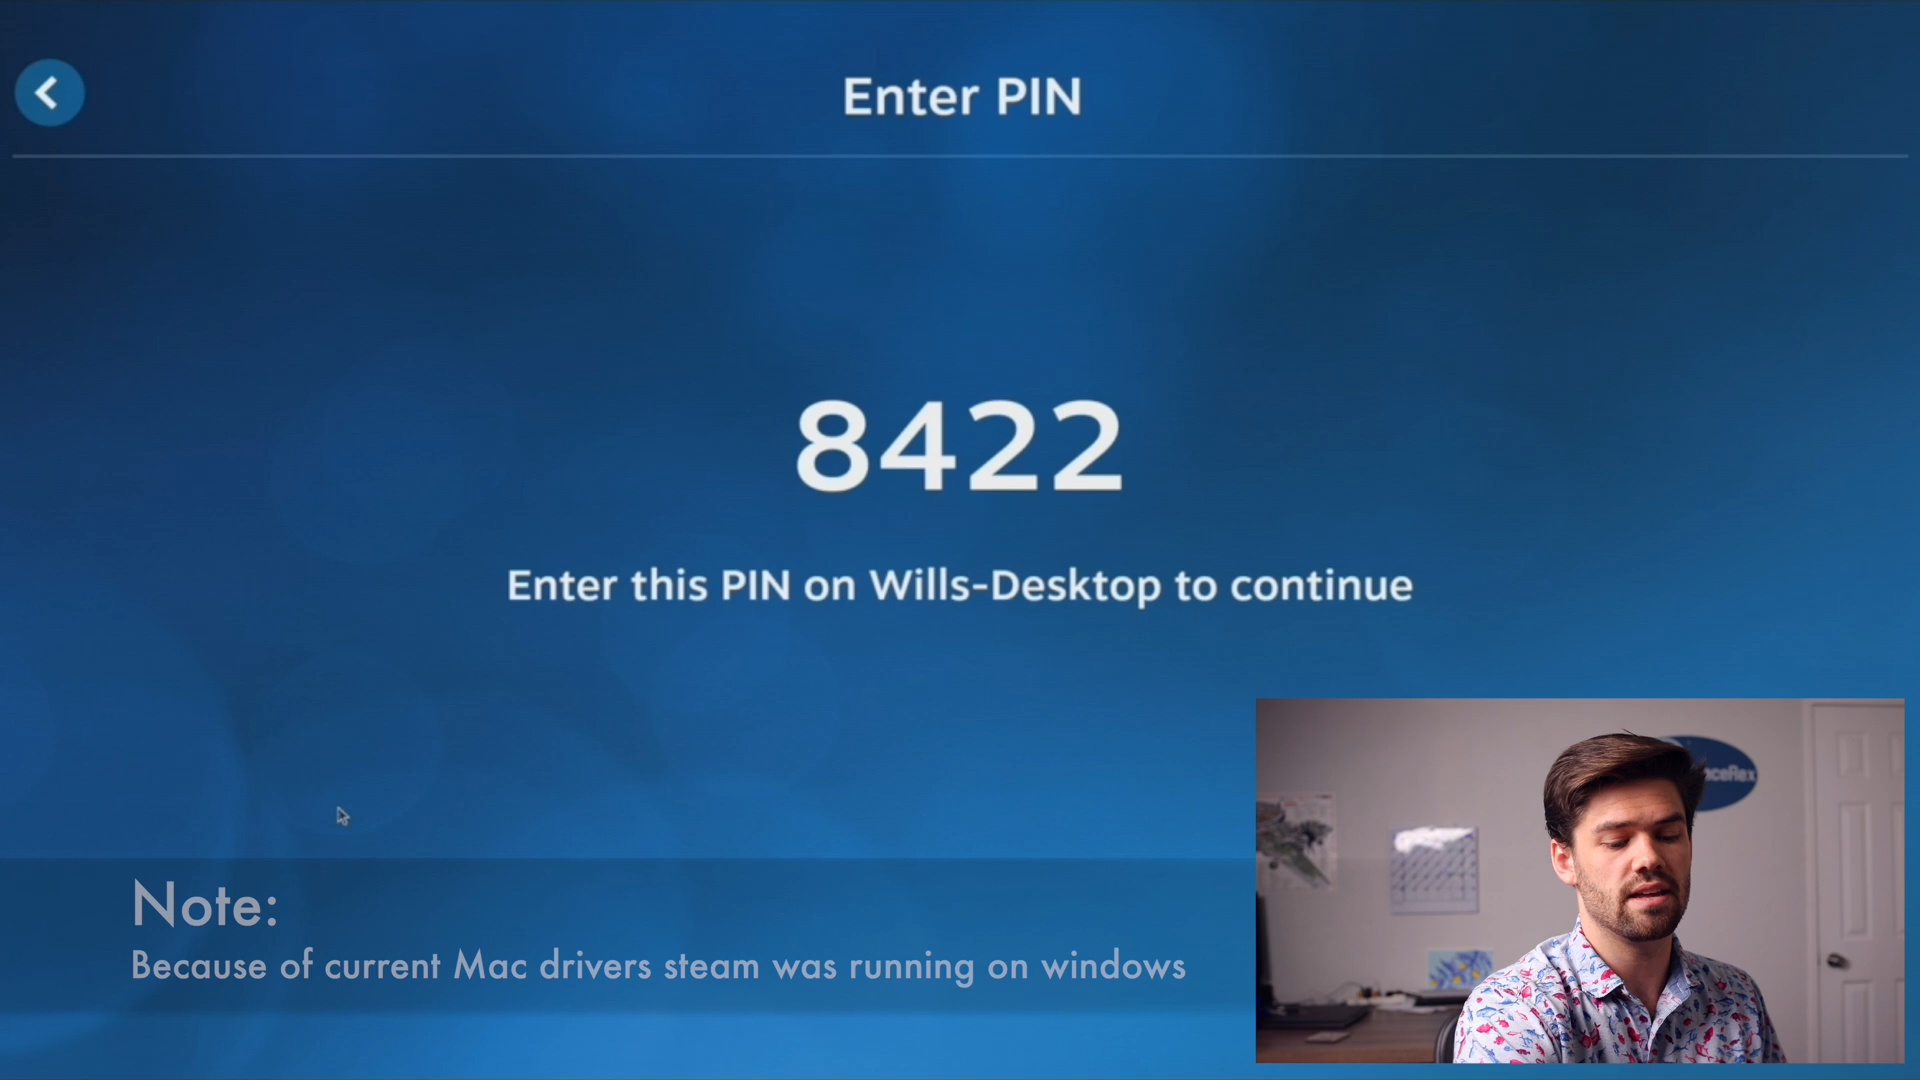 Enter PIN
8422
Enter this PIN on Wills-Desktop to continue
Note:
Because of current Mac drivers steam was running on windows